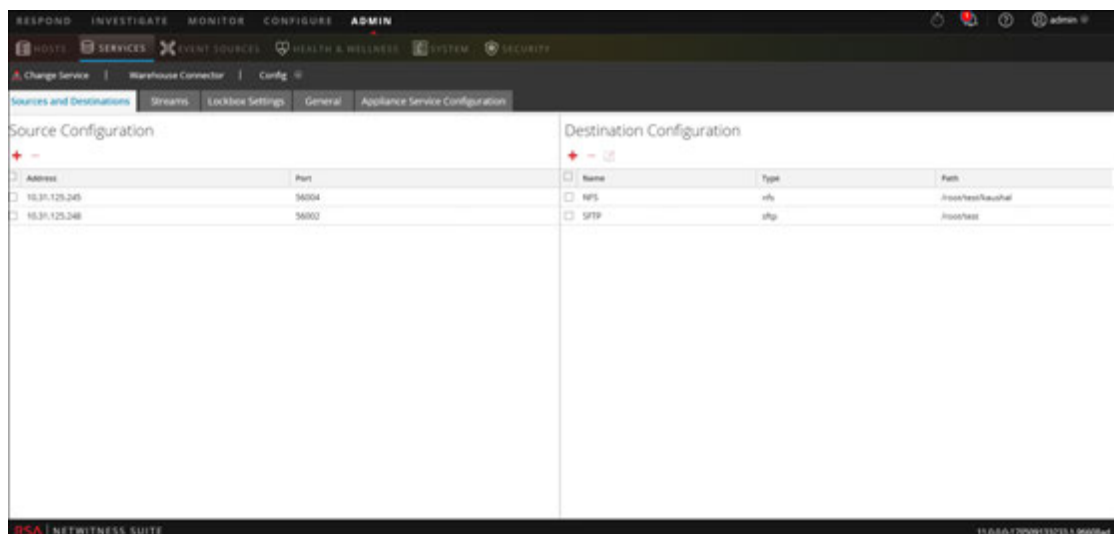 RESPOND INVESTIGATE MONITOR CONFIGURE ADMIN admin
HOSTS SERVICES EVENT SOURCES HEALTH & WELLNESS SYSTEM SECURITY
Change Service | Warehouse Connector | Config
Sources and Destinations Streams Lockbox Settings General Appliance Service Configuration
Source Configuration
Address Port
10.31.125.245 56004
10.31.125.248 56002
Destination Configuration
Name Type Path
NFS nfs /root/test/kaushal
SFTP sftp /root/test
RSA | NETWITNESS SUITE